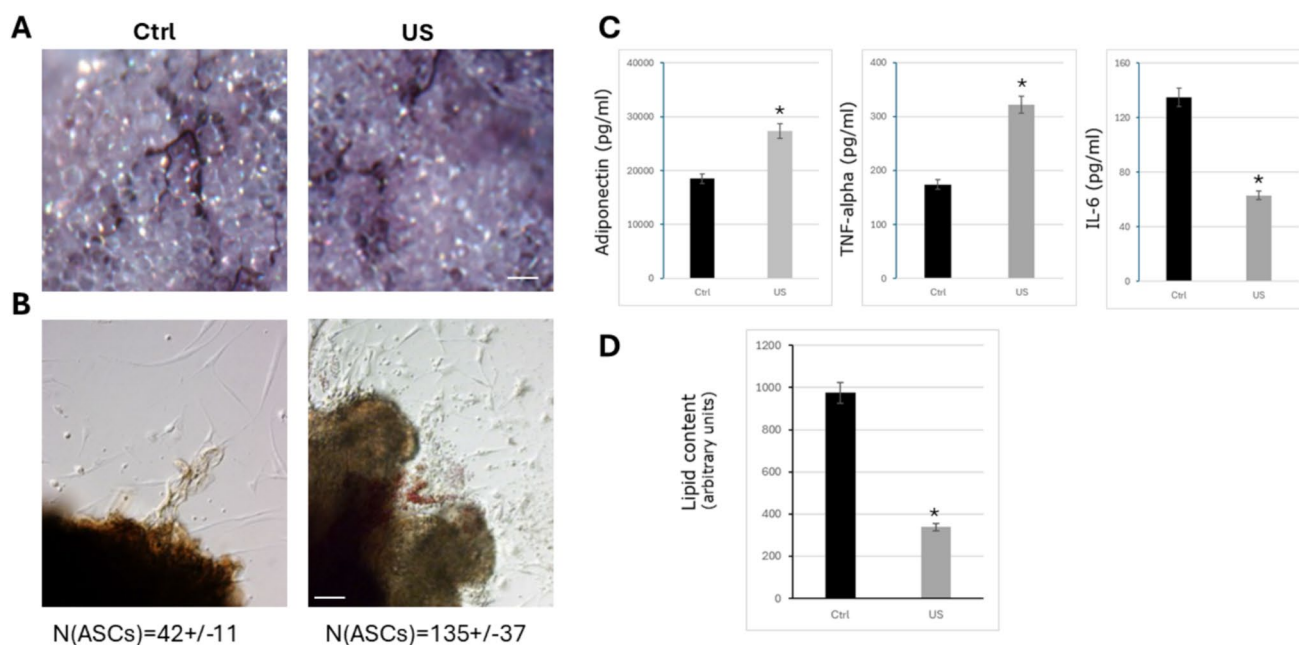 A
Ctrl
US
B
N(ASCs)=42+/-11
N(ASCs)=135+/-37
C
Adiponectin (pg/ml)
40000
30000
20000
10000
0
*
Ctrl
US
TNF-alpha (pg/ml)
400
300
200
100
0
*
Ctrl
US
IL-6 (pg/ml)
160
120
80
40
0
*
Ctrl
US
D
Lipid content
(arbitrary units)
1200
1000
800
600
400
200
0
*
Ctrl
US